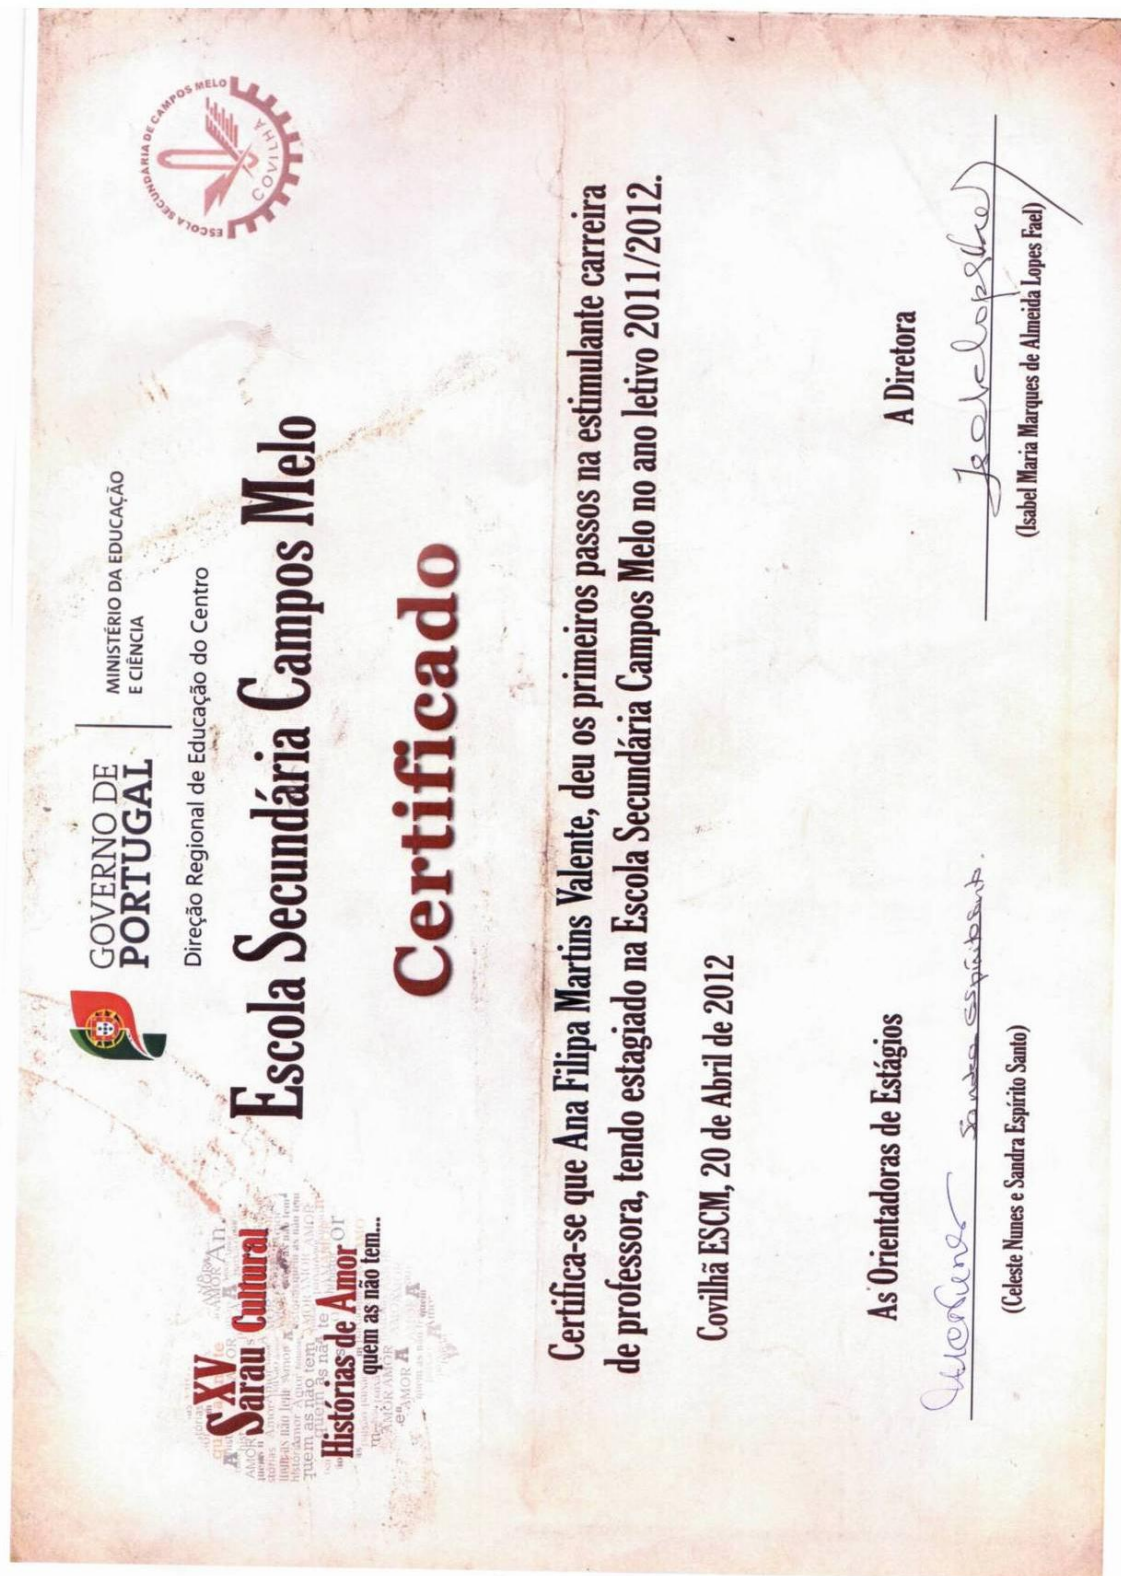 XV
Sarau Cultural
Histórias de Amor
quem as não tem...
GOVERNO DE
PORTUGAL
MINISTÉRIO DA EDUCAÇÃO
E CIÊNCIA
Direção Regional de Educação do Centro
ESCOLA SECUNDÁRIA DE CAMPOS MELO
COVILHÃ
Escola Secundária Campos Melo
Certificado
Certifica-se que Ana Filipa Martins Valente, deu os primeiros passos na estimulante carreira
de professora, tendo estagiado na Escola Secundária Campos Melo no ano letivo 2011/2012.
Covilhã ESCM, 20 de Abril de 2012
As Orientadoras de Estágios
Sandra Espírito Santo.
(Celeste Nunes e Sandra Espírito Santo)
A Diretora
(Isabel Maria Marques de Almeida Lopes Fael)